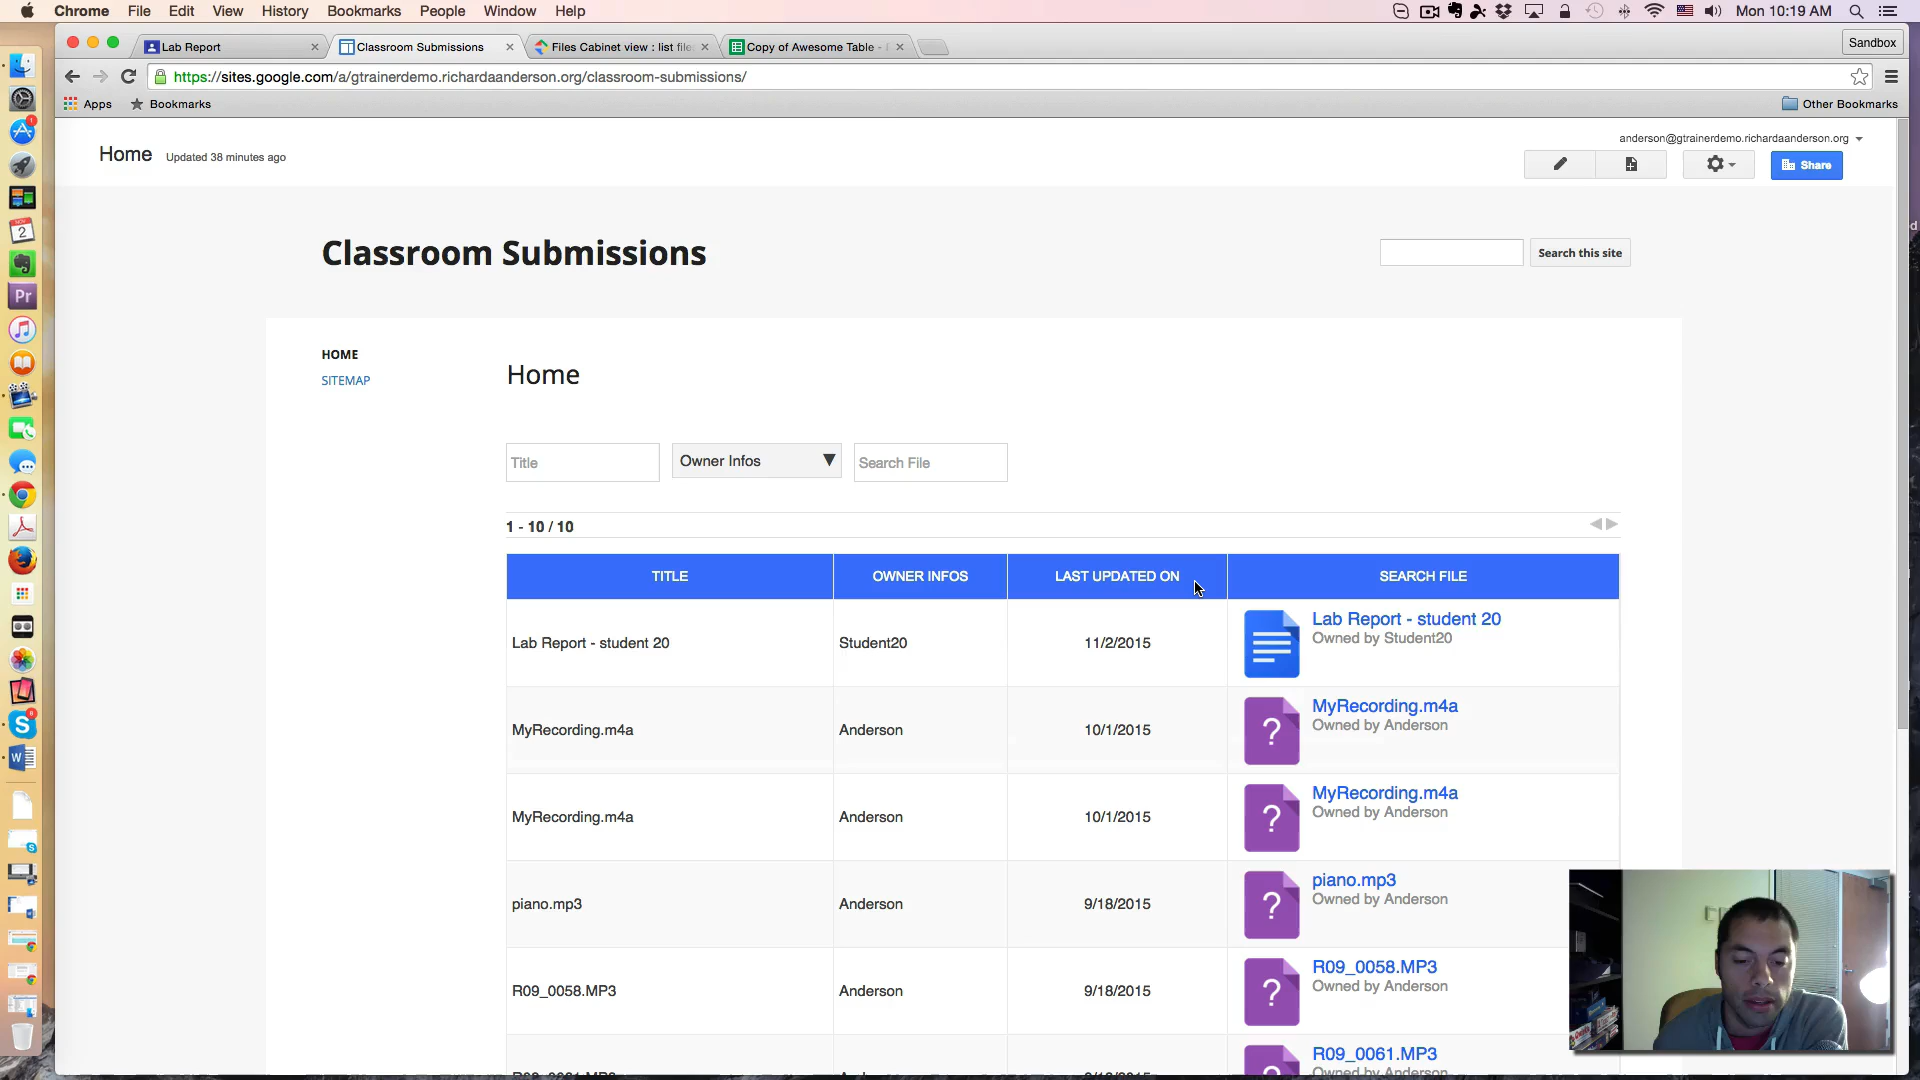 Chrome File Edit View History Bookmarks People Window Help Mon 10:19 AM
Lab Report
Classroom Submissions
Files Cabinet view : list file
Copy of Awesome Table -
Sandbox
https://sites.google.com/a/gtrainerdemo.richardaanderson.org/classroom-submissions/
Apps Bookmarks Other Bookmarks
anderson@gtrainerdemo.richardaanderson.org
Home Updated 38 minutes ago
Share
Classroom Submissions
Search this site
HOME
SITEMAP
Home
Title Owner Infos Search File
1 - 10 / 10
TITLE OWNER INFOS LAST UPDATED ON SEARCH FILE
Lab Report - student 20 Student20 11/2/2015 Lab Report - student 20
Owned by Student20
MyRecording.m4a Anderson 10/1/2015 MyRecording.m4a
Owned by Anderson
MyRecording.m4a Anderson 10/1/2015 MyRecording.m4a
Owned by Anderson
piano.mp3 Anderson 9/18/2015 piano.mp3
Owned by Anderson
R09_0058.MP3 Anderson 9/18/2015 R09_0058.MP3
Owned by Anderson
R09_0061.MP3
Owned by Anderson
NOV
2
Pr